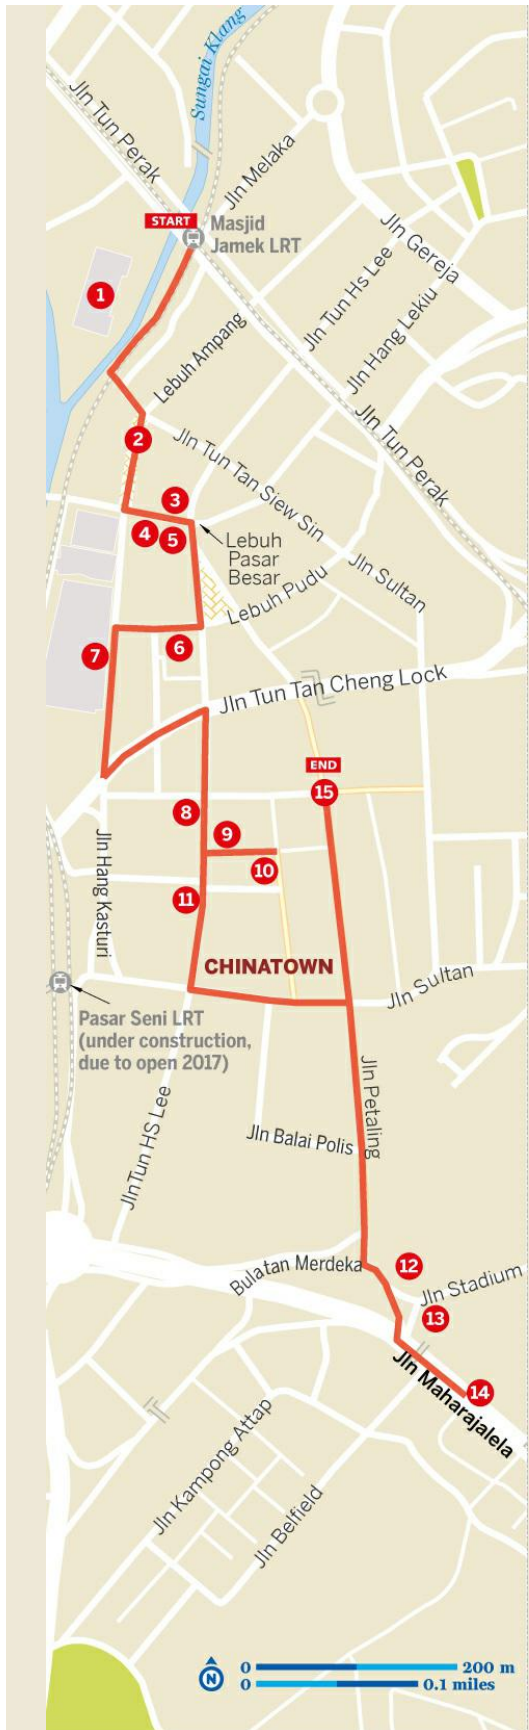 Sungai Klang
Jln Tun Perak
Jln Melaka
START
Masjid
Jamek LRT
Jln Gereja
1
Jln Tun Hs Lee
Jln Hang Lekiu
Lebuh Ampang
Jln Tun Perak
2
Jln Tun Tan Siew Sin
3
4
5
Lebuh
Pasar
Besar
Jln Sultan
Lebuh Pudu
6
7
Jln Tun Tan Cheng Lock
END
15
8
9
10
Jln Hang Kasturi
11
CHINATOWN
Jln Sultan
Pasar Seni LRT
(under construction,
due to open 2017)
Jln Petaling
Jln Balai Polis
JlnTun HS Lee
Bulatan Merdeka
12
Jln Stadium
13
14
Jln Maharajalela
Jln Kampong Attap
Jln Belfield
N
0 200 m
0 0.1 miles